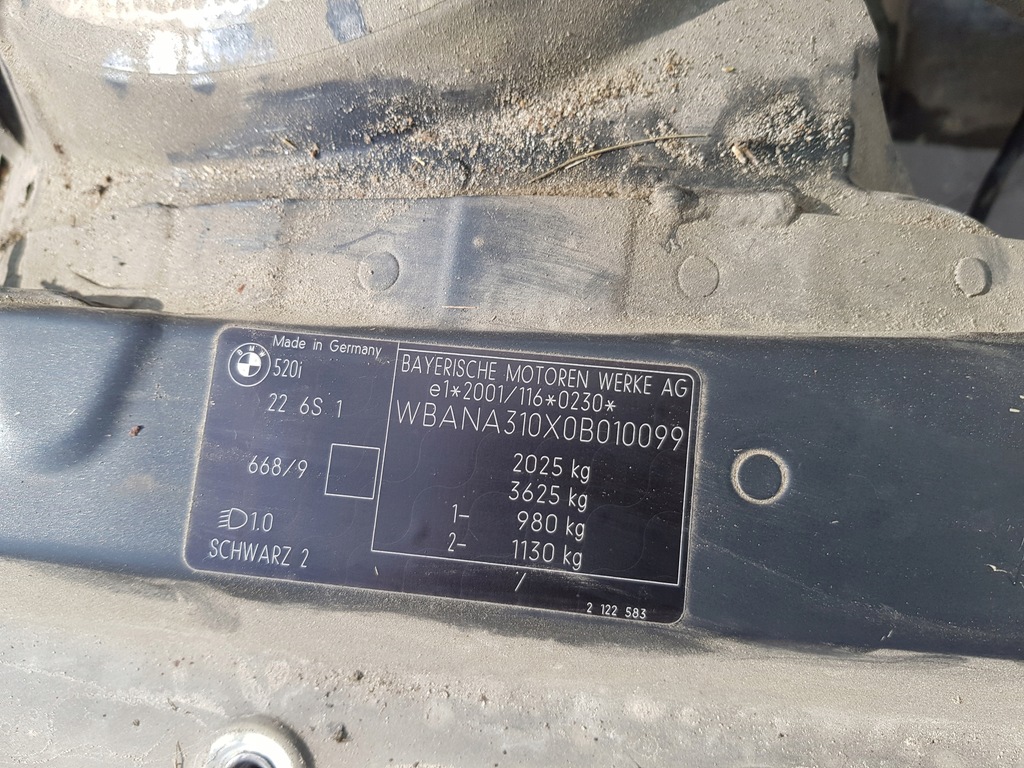 Made in Germany
BMW
520i
22 6S 1
668/9
1.0
SCHWARZ 2
BAYERISCHE MOTOREN WERKE AG
e1*2001/116*0230*
WBANA310X0B010099
2025 kg
3625 kg
1- 980 kg
2- 1130 kg
/
2 122 583